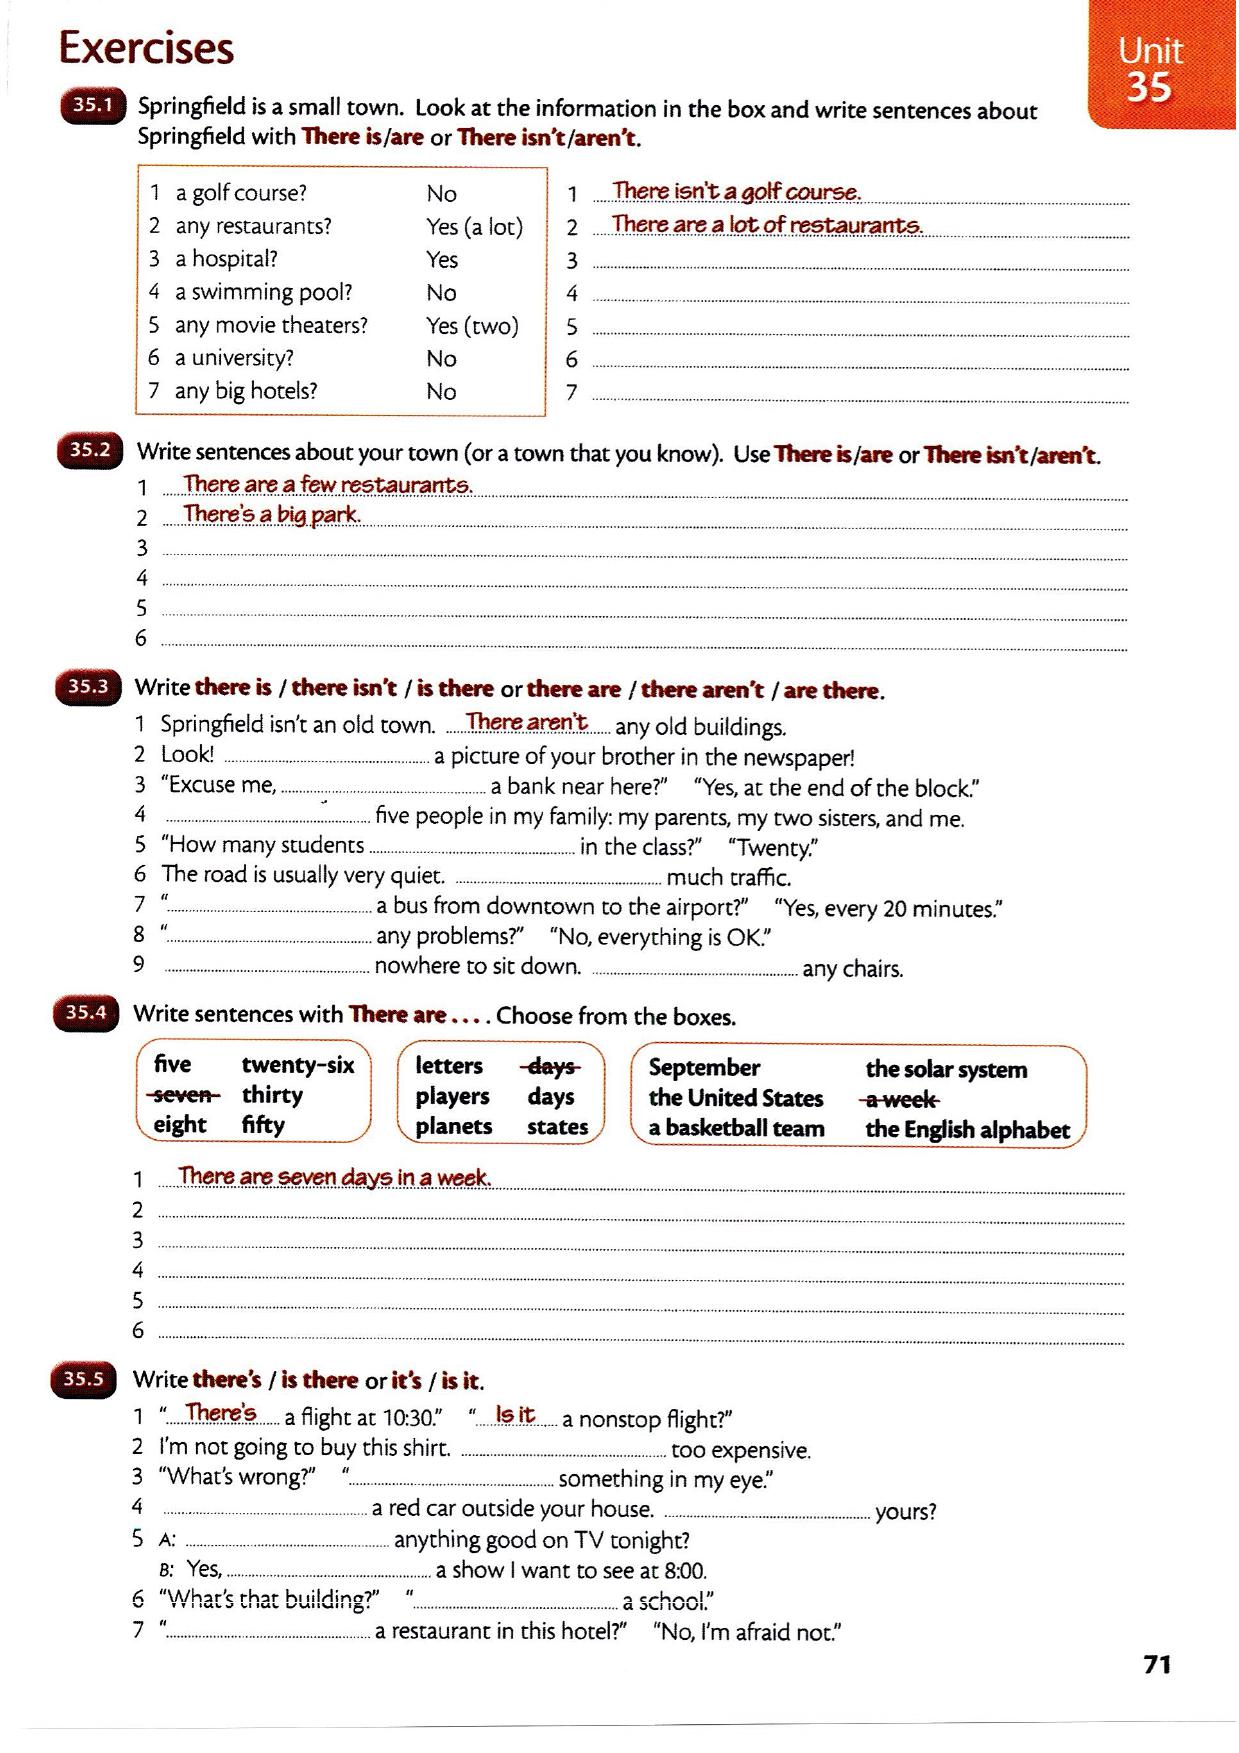 Exercises
Unit
35
35.1 Springfield is a small town. Look at the information in the box and write sentences about
Springfield with There is/are or There isn't/aren't.
1 a golf course? No
2 any restaurants? Yes (a lot)
3 a hospital? Yes
4 a swimming pool? No
5 any movie theaters? Yes (two)
6 a university? No
7 any big hotels? No
1 There isn't a golf course.
2 There are a lot of restaurants.
3
4
5
6
7
35.2 Write sentences about your town (or a town that you know). Use There is/are or There isn't/aren't.
1 There are a few restaurants.
2 There's a big park.
3
4
5
6
35.3 Write there is / there isn't / is there or there are / there aren't / are there.
1 Springfield isn't an old town. There aren't any old buildings.
2 Look! a picture of your brother in the newspaper!
3 "Excuse me, a bank near here?" "Yes, at the end of the block."
4 five people in my family: my parents, my two sisters, and me.
5 "How many students in the class?" "Twenty."
6 The road is usually very quiet. much traffic.
7 " a bus from downtown to the airport?" "Yes, every 20 minutes."
8 " any problems?" "No, everything is OK."
9 nowhere to sit down. any chairs.
35.4 Write sentences with There are . . . . Choose from the boxes.
five twenty-six
seven thirty
eight fifty
letters days
players days
planets states
September the solar system
the United States a week
a basketball team the English alphabet
1 There are seven days in a week.
2
3
4
5
6
35.5 Write there's / is there or it's / is it.
1 "There's a flight at 10:30." "Is it a nonstop flight?"
2 I'm not going to buy this shirt. too expensive.
3 "What's wrong?" " something in my eye."
4 a red car outside your house. yours?
5 A: anything good on TV tonight?
B: Yes, a show I want to see at 8:00.
6 "What's that building?" " a school."
7 " a restaurant in this hotel?" "No, I'm afraid not."
71